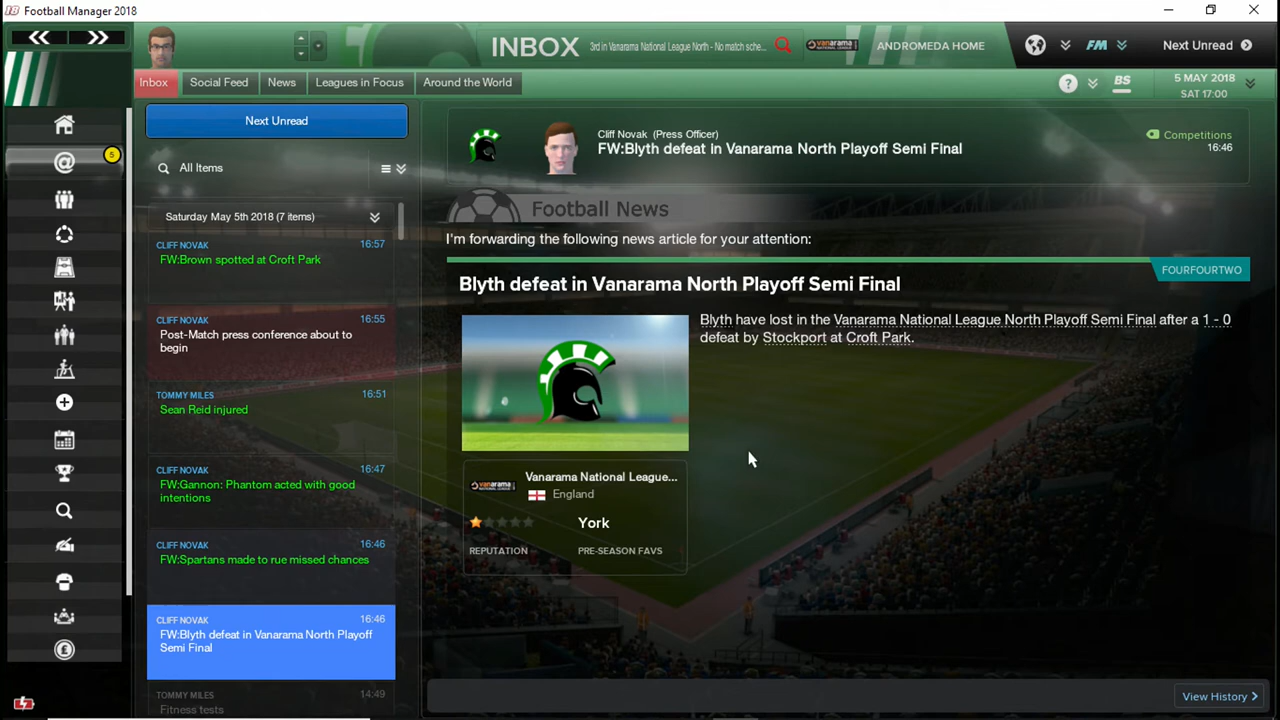 Football Manager 2018
INBOX
3rd in Vanarama National League North - No match sche...
vanarama
NATIONAL LEAGUE
ANDROMEDA HOME
FM
Next Unread
Inbox
Social Feed
News
Leagues in Focus
Around the World
?
BS
5 MAY 2018
SAT 17:00
5
Next Unread
All Items
Saturday May 5th 2018 (7 items)
CLIFF NOVAK 16:57
FW:Brown spotted at Croft Park
CLIFF NOVAK 16:55
Post-Match press conference about to
begin
TOMMY MILES 16:51
Sean Reid injured
CLIFF NOVAK 16:47
FW:Gannon: Phantom acted with good
intentions
CLIFF NOVAK 16:46
FW:Spartans made to rue missed chances
CLIFF NOVAK 16:46
FW:Blyth defeat in Vanarama North Playoff
Semi Final
TOMMY MILES 14:49
Fitness tests
Cliff Novak (Press Officer)
FW:Blyth defeat in Vanarama North Playoff Semi Final
Competitions
16:46
Football News
I'm forwarding the following news article for your attention:
FOURFOURTWO
Blyth defeat in Vanarama North Playoff Semi Final
Blyth have lost in the Vanarama National League North Playoff Semi Final after a 1 - 0
defeat by Stockport at Croft Park.
vanarama
NATIONAL LEAGUE
Vanarama National League...
England
York
REPUTATION
PRE-SEASON FAVS
View History